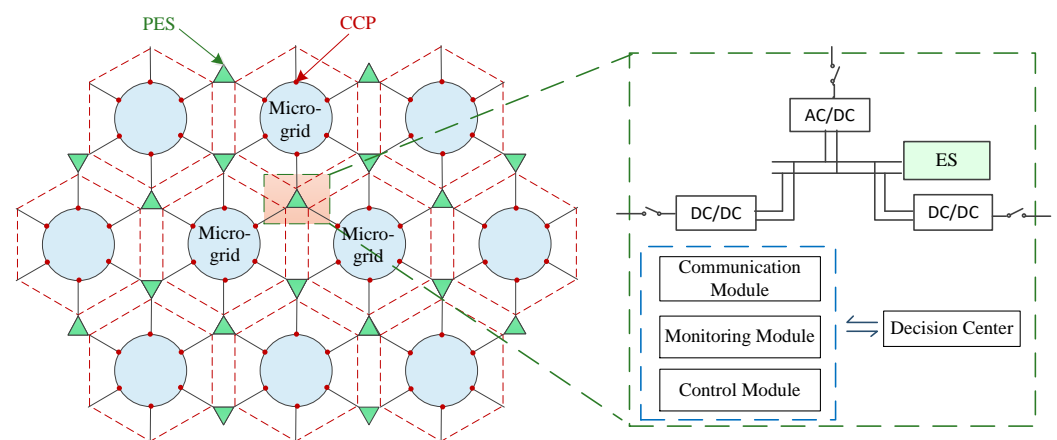 PES
CCP
Micro-
grid
Micro-
grid
Micro-
grid
AC/DC
ES
DC/DC
DC/DC
Communication
Module
Monitoring Module
Decision Center
Control Module